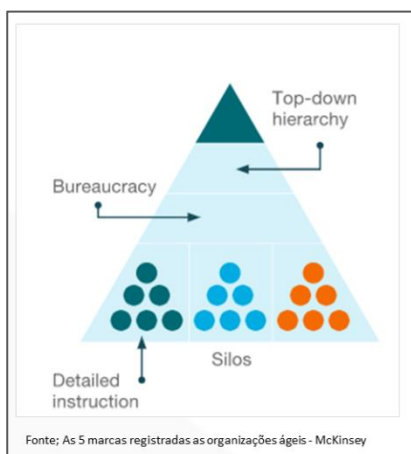 Top-down
hierarchy
Bureaucracy
Silos
Detailed
instruction
Fonte; As 5 marcas registradas as organizações ágeis - McKinsey